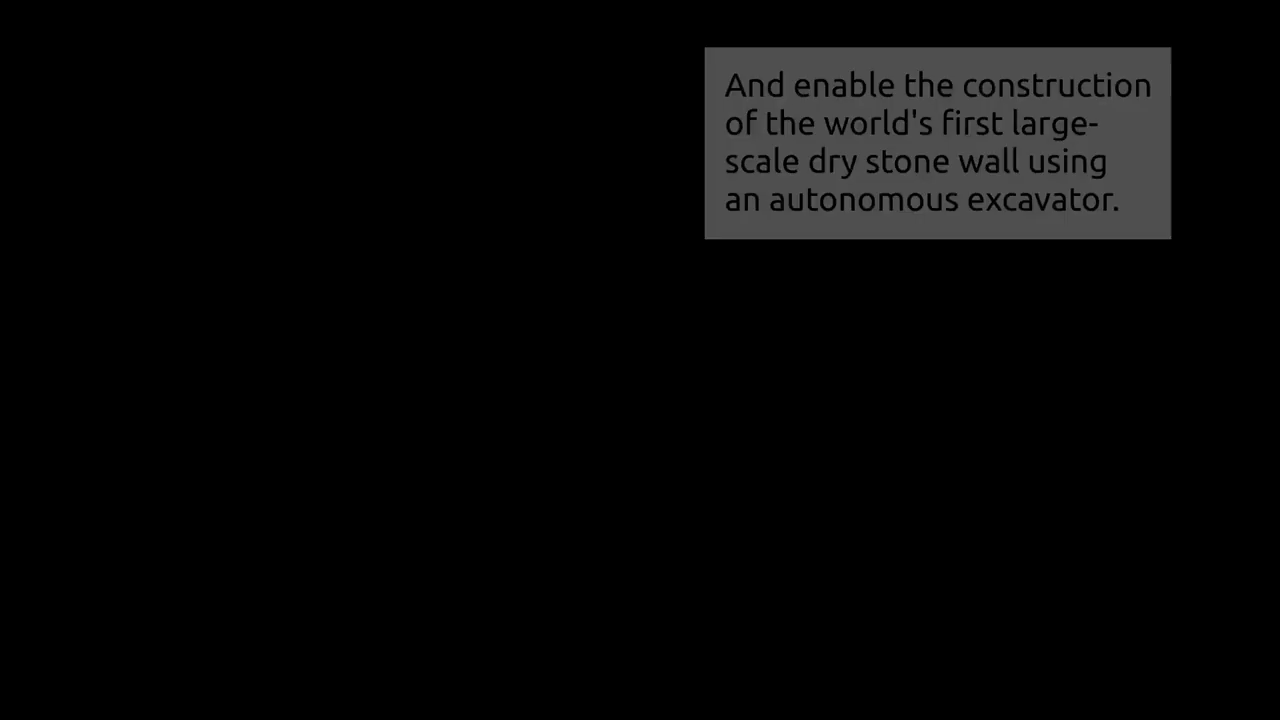 And enable the construction
of the world's first large-
scale dry stone wall using
an autonomous excavator.